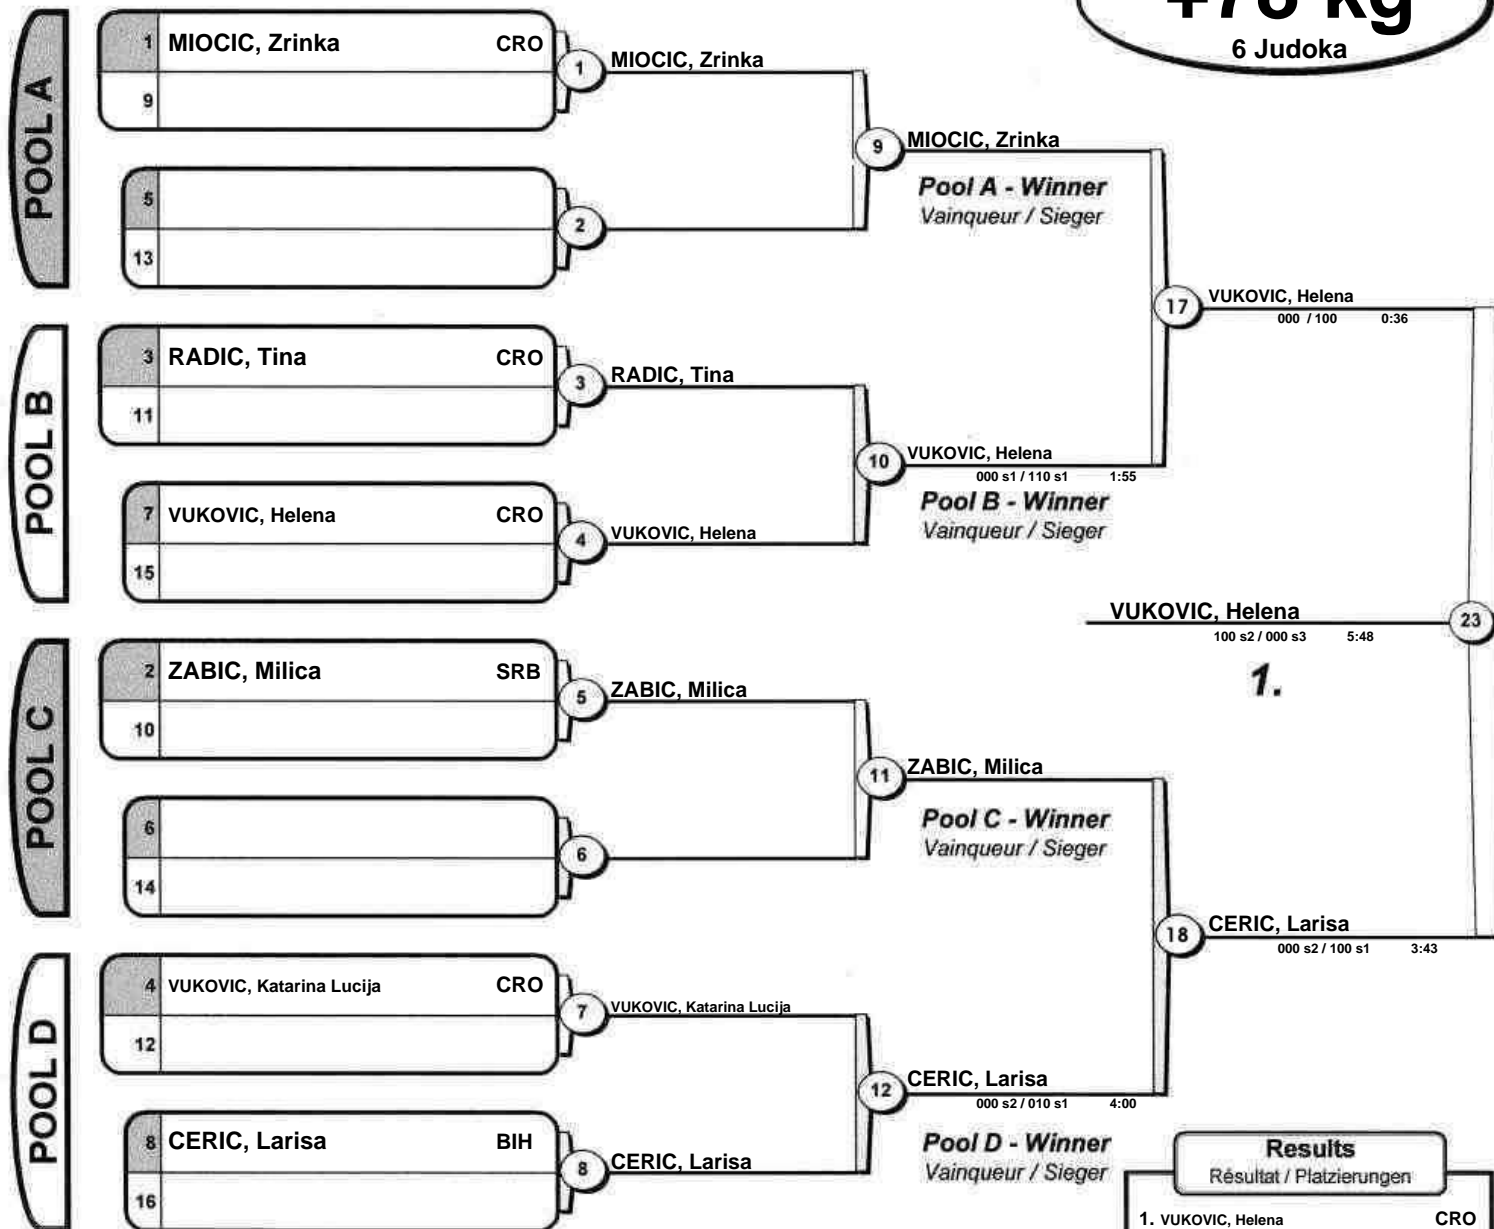 +78 kg
6 Judoka
POOL A
1 MIOCIC, Zrinka CRO
9
1 MIOCIC, Zrinka
5
13
2
9 MIOCIC, Zrinka
Pool A - Winner
Vainqueur / Sieger
POOL B
3 RADIC, Tina CRO
11
3 RADIC, Tina
7 VUKOVIC, Helena CRO
15
4 VUKOVIC, Helena
10 VUKOVIC, Helena
000 s1 / 110 s1 1:55
Pool B - Winner
Vainqueur / Sieger
17 VUKOVIC, Helena
000 / 100 0:36
VUKOVIC, Helena 23
100 s2 / 000 s3 5:48
1.
POOL C
2 ZABIC, Milica SRB
10
5 ZABIC, Milica
6
14
6
11 ZABIC, Milica
Pool C - Winner
Vainqueur / Sieger
POOL D
4 VUKOVIC, Katarina Lucija CRO
12
7 VUKOVIC, Katarina Lucija
8 CERIC, Larisa BIH
16
8 CERIC, Larisa
12 CERIC, Larisa
000 s2 / 010 s1 4:00
Pool D - Winner
Vainqueur / Sieger
18 CERIC, Larisa
000 s2 / 100 s1 3:43
Results
Résultat / Platzierungen
1. VUKOVIC, Helena CRO